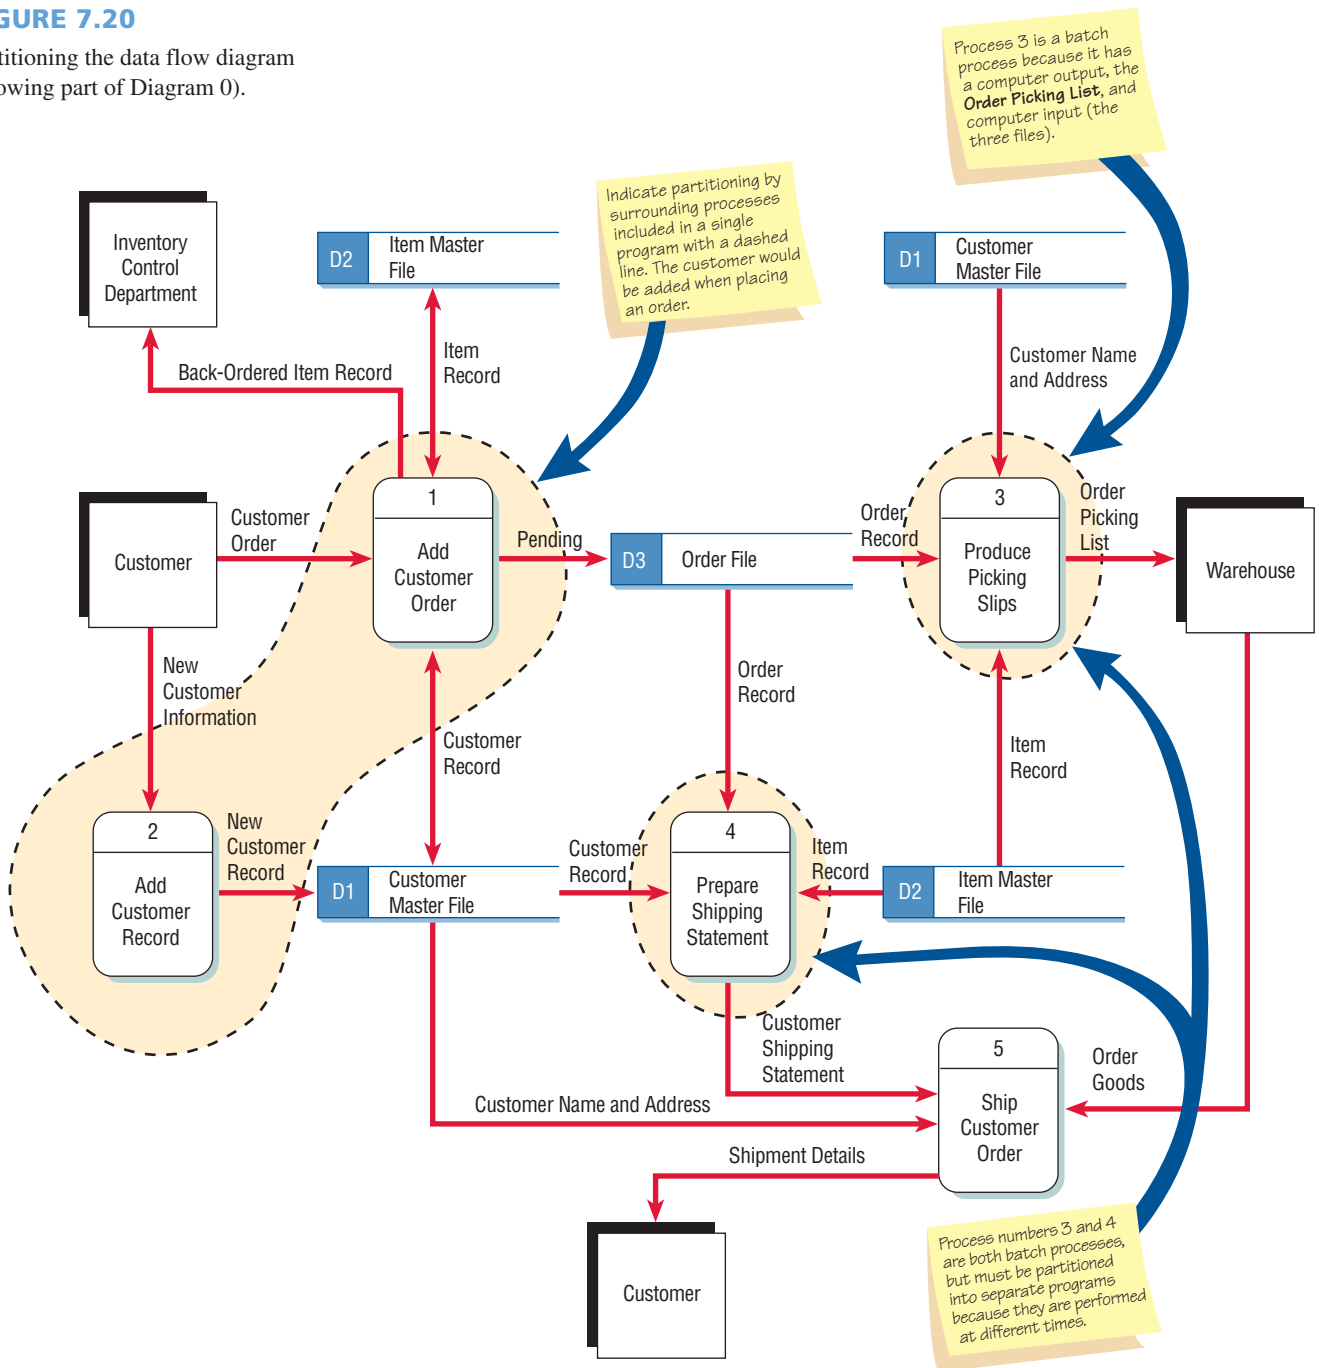 GURE 7.20
titioning the data flow diagram
owing part of Diagram 0).
Process 3 is a batch
process because it has
a computer output, the
Order Picking List, and
computer input (the
three files).
Indicate partitioning by
surrounding processes
included in a single
program with a dashed
line. The customer would
be added when placing
an order.
Inventory
Control
Department
D2
Item Master
File
D1
Customer
Master File
Item
Record
Back-Ordered Item Record
Customer Name
and Address
Customer
Customer
Order
1
Add
Customer
Order
Pending
D3
Order File
Order
Record
3
Produce
Picking
Slips
Order
Picking
List
Warehouse
New
Customer
Information
Customer
Record
Order
Record
Item
Record
2
Add
Customer
Record
New
Customer
Record
D1
Customer
Master File
Customer
Record
4
Prepare
Shipping
Statement
Item
Record
D2
Item Master
File
Customer
Shipping
Statement
5
Ship
Customer
Order
Order
Goods
Customer Name and Address
Shipment Details
Customer
Process numbers 3 and 4
are both batch processes,
but must be partitioned
into separate programs
because they are performed
at different times.